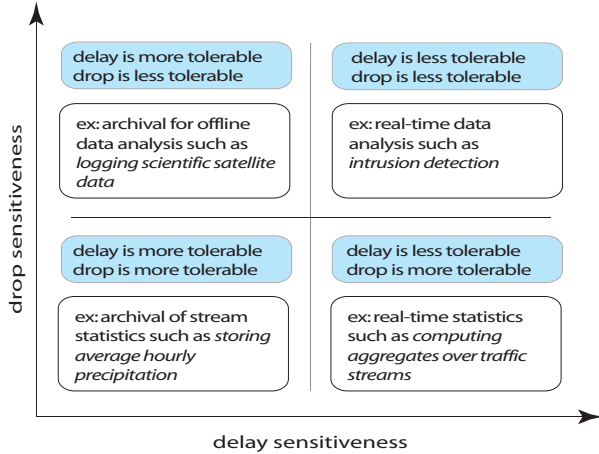 delay is more tolerable
drop is less tolerable
ex: archival for offline
data analysis such as
logging scientific satellite
data
delay is less tolerable
drop is less tolerable
ex: real-time data
analysis such as
intrusion detection
delay is more tolerable
drop is more tolerable
ex: archival of stream
statistics such as storing
average hourly
precipitation
delay is less tolerable
drop is more tolerable
ex: real-time statistics
such as computing
aggregates over traffic
streams
drop sensitiveness
delay sensitiveness